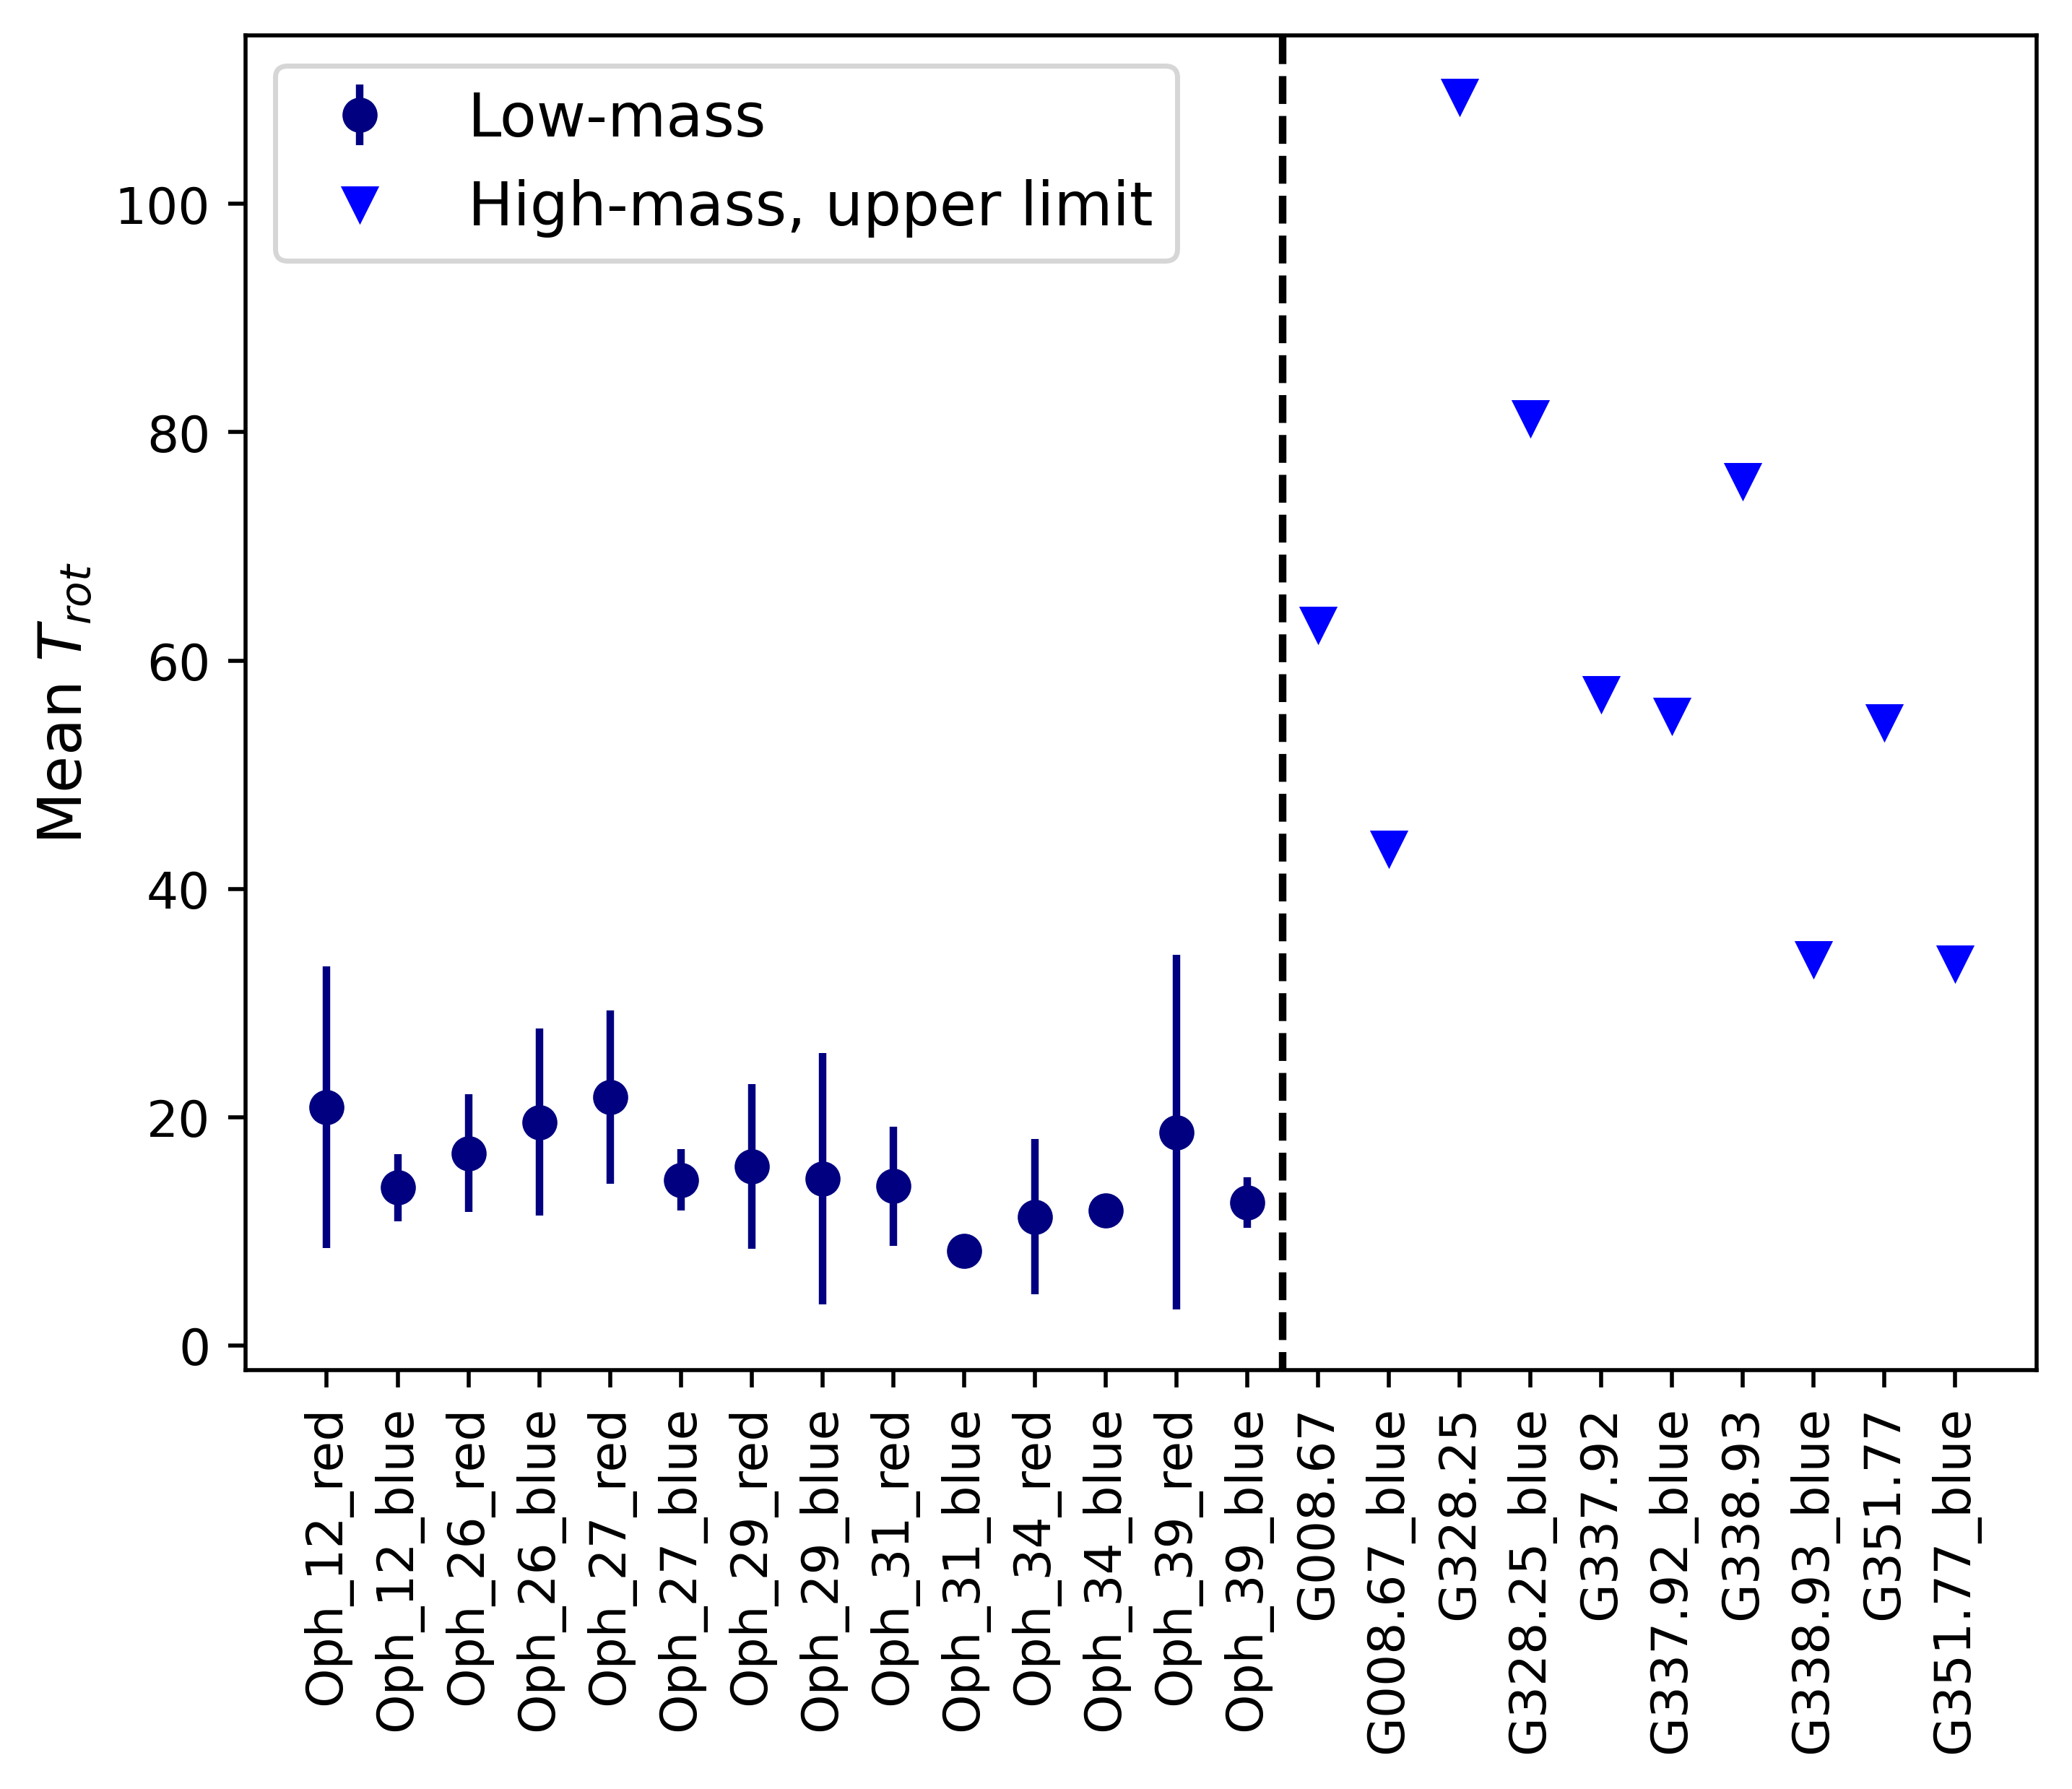 Low-mass
High-mass, upper limit
Mean T_rot
100
80
60
40
20
0
Oph_12_red
Oph_12_blue
Oph_26_red
Oph_26_blue
Oph_27_red
Oph_27_blue
Oph_29_red
Oph_29_blue
Oph_31_red
Oph_31_blue
Oph_34_red
Oph_34_blue
Oph_39_red
Oph_39_blue
G008.67
G008.67_blue
G328.25
G328.25_blue
G337.92
G337.92_blue
G338.93
G338.93_blue
G351.77
G351.77_blue